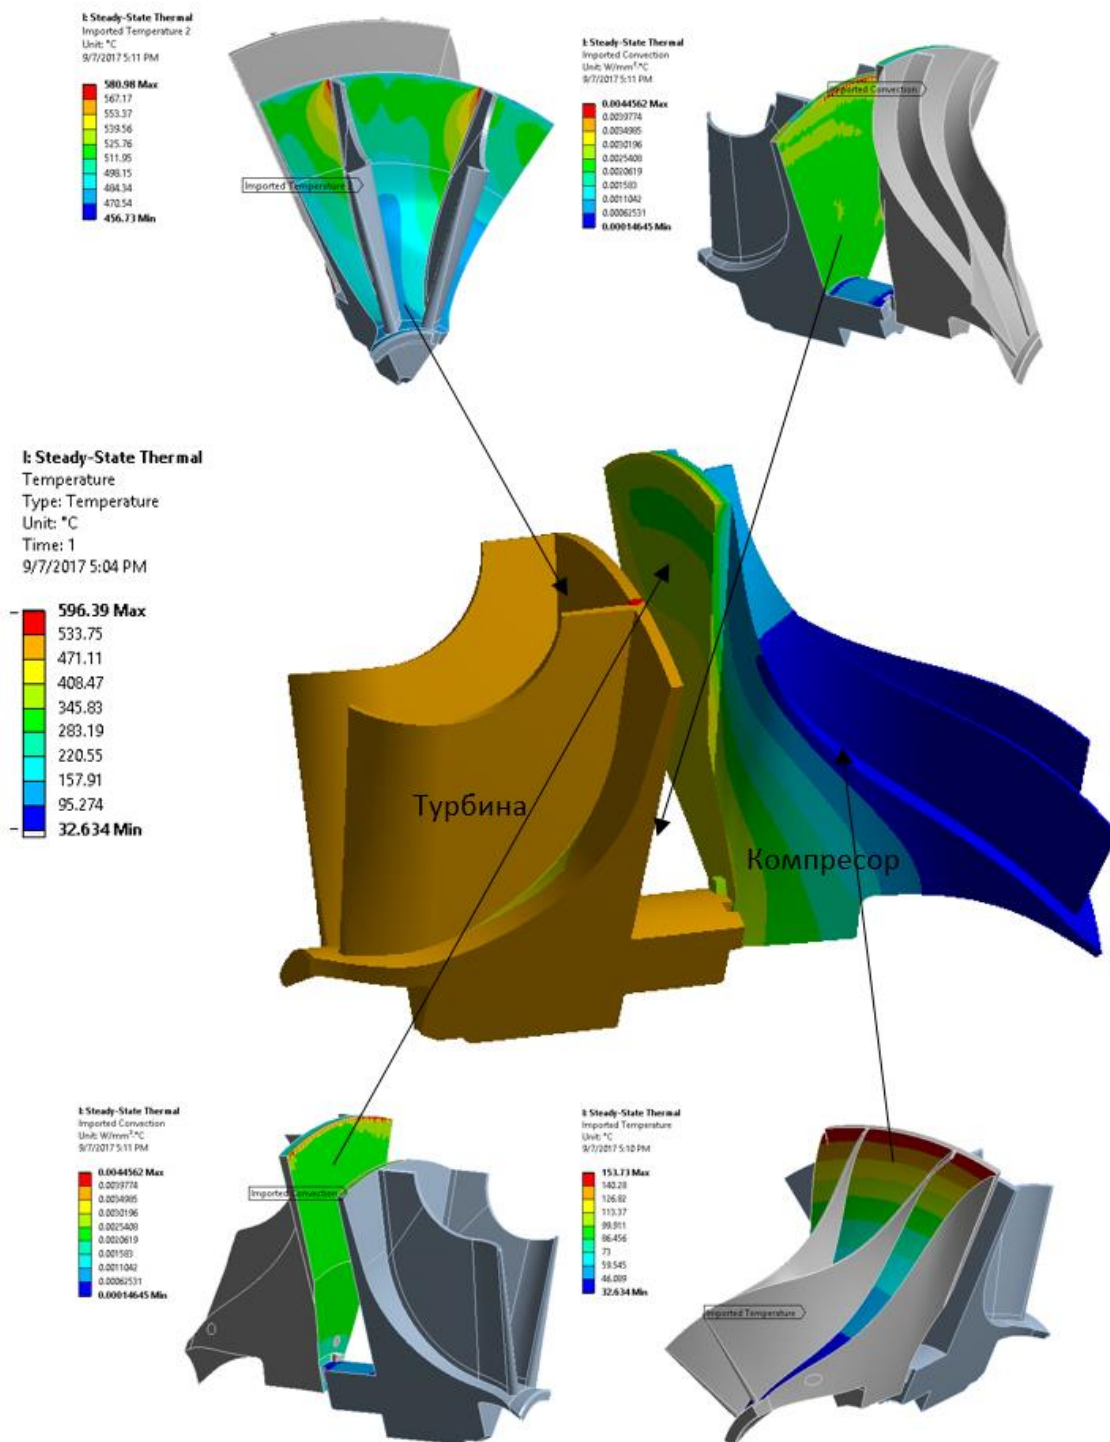 I: Steady-State Thermal
Imported Temperature 2
Unit: °C
9/7/2017 5:11 PM
580.98 Max
567.17
553.37
539.56
525.76
511.95
498.15
484.34
470.54
456.73 Min
Imported Temperature
I: Steady-State Thermal
Imported Convection
Unit: W/mm²·°C
9/7/2017 5:11 PM
0.0044562 Max
0.0039774
0.0034985
0.0030196
0.0025408
0.0020619
0.001583
0.0011042
0.00062531
0.00014645 Min
Imported Convection
I: Steady-State Thermal
Temperature
Type: Temperature
Unit: °C
Time: 1
9/7/2017 5:04 PM
596.39 Max
533.75
471.11
408.47
345.83
283.19
220.55
157.91
95.274
32.634 Min
Турбина
Компресор
I: Steady-State Thermal
Imported Convection
Unit: W/mm²·°C
9/7/2017 5:11 PM
0.0044562 Max
0.0039774
0.0034985
0.0030196
0.0025408
0.0020619
0.001583
0.0011042
0.00062531
0.00014645 Min
Imported Convection
I: Steady-State Thermal
Imported Temperature
Unit: °C
9/7/2017 5:10 PM
153.73 Max
140.28
126.82
113.37
99.911
86.456
73
59.545
46.089
32.634 Min
Imported Temperature